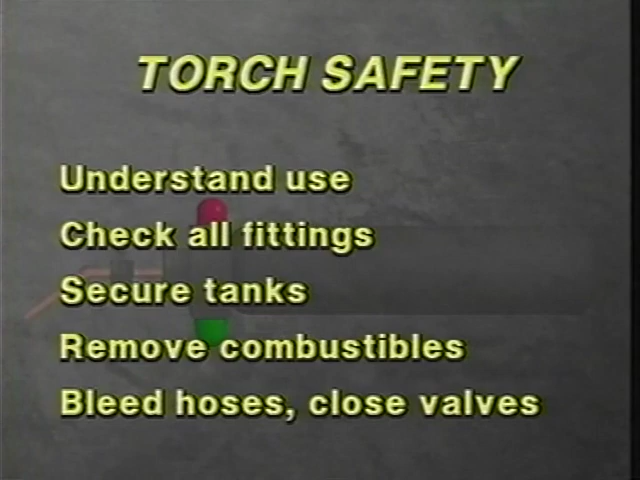 TORCH SAFETY
Understand use
Check all fittings
Secure tanks
Remove combustibles
Bleed hoses, close valves